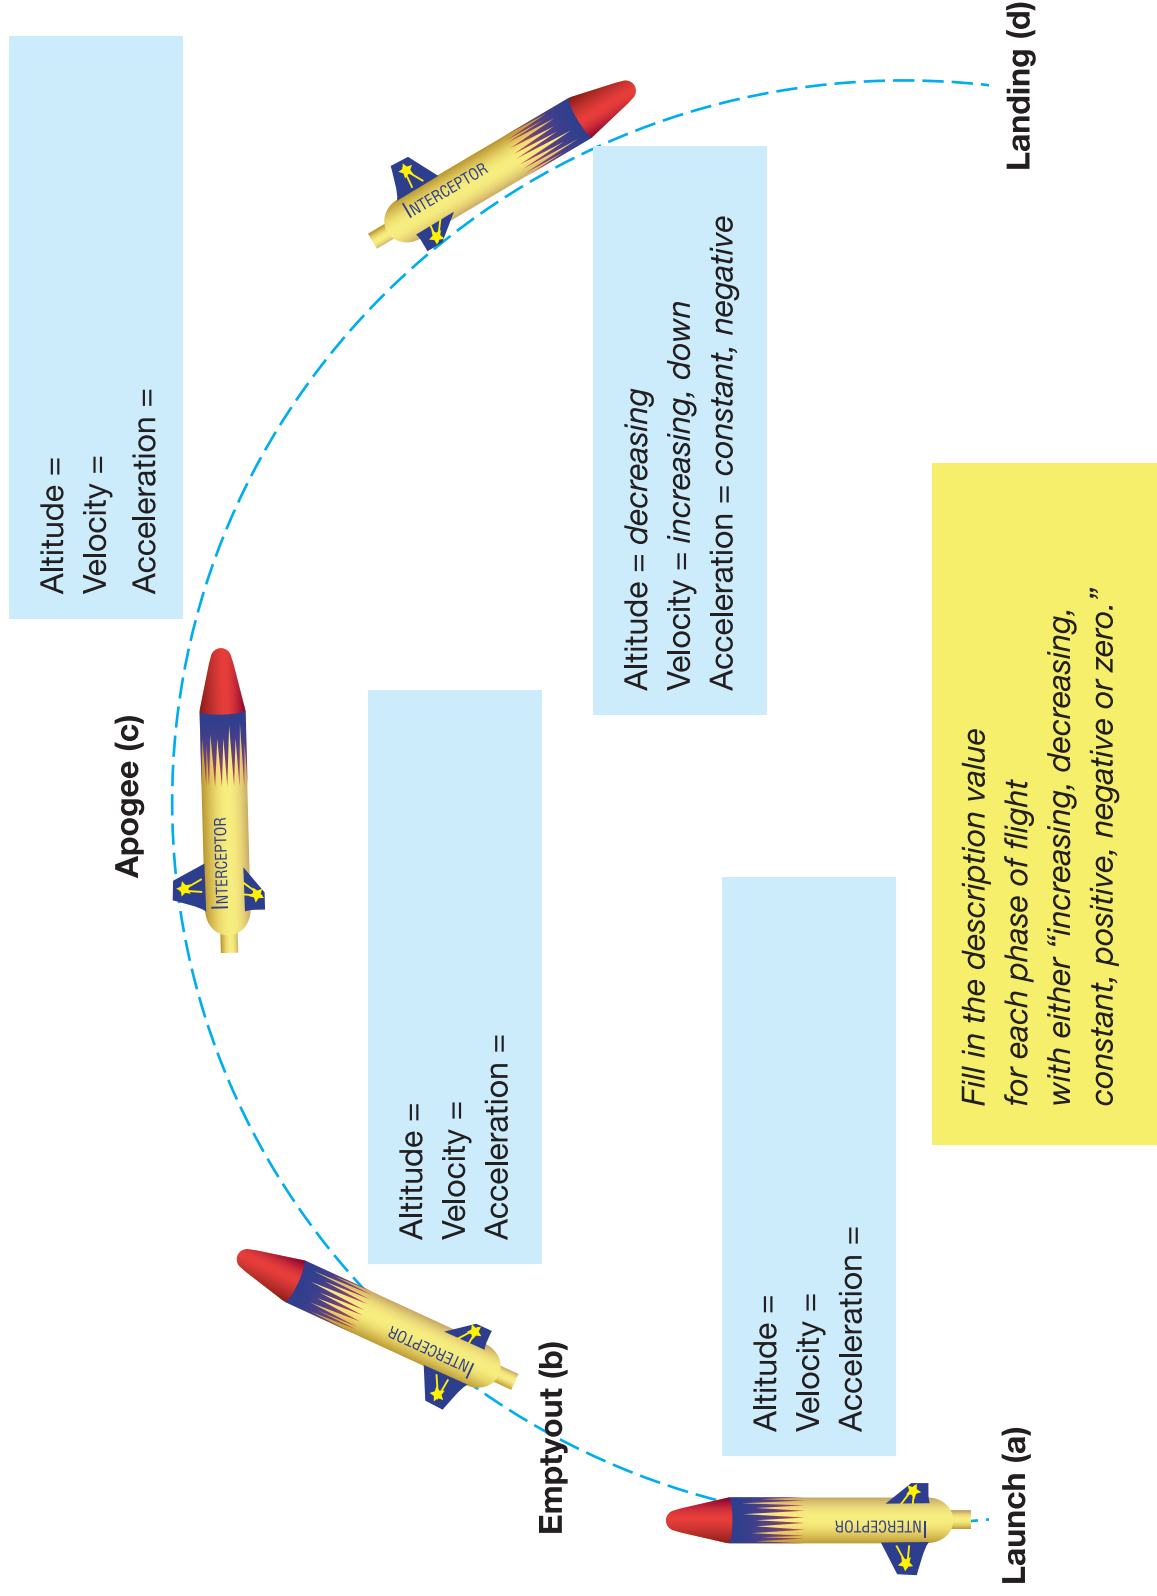 Altitude =
Velocity =
Acceleration =
Apogee (c)
INTERCEPTOR
INTERCEPTOR
Altitude =
Velocity =
Acceleration =
Altitude = decreasing
Velocity = increasing, down
Acceleration = constant, negative
INTERCEPTOR
Emptyout (b)
Altitude =
Velocity =
Acceleration =
INTERCEPTOR
Launch (a)
Landing (d)
Fill in the description value
for each phase of flight
with either “increasing, decreasing,
constant, positive, negative or zero.”